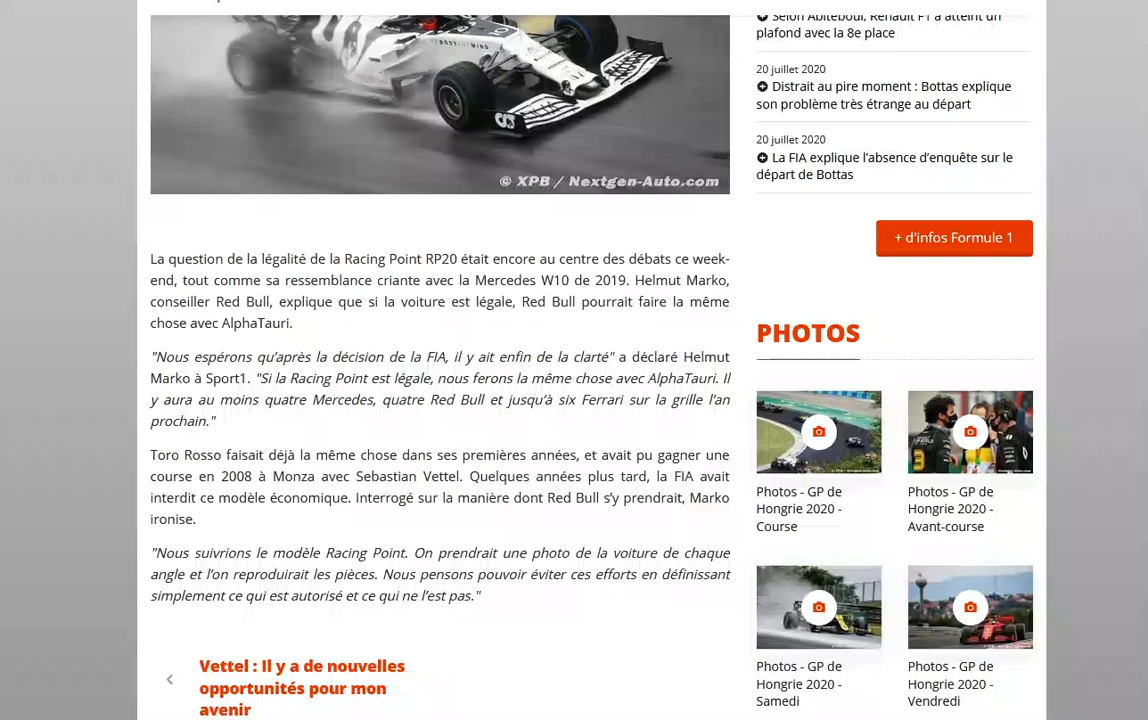 BODY AND MIND
© XPB / Nextgen-Auto.com
La question de la légalité de la Racing Point RP20 était encore au centre des débats ce week-
end, tout comme sa ressemblance criante avec la Mercedes W10 de 2019. Helmut Marko,
conseiller Red Bull, explique que si la voiture est légale, Red Bull pourrait faire la même
chose avec AlphaTauri.
"Nous espérons qu’après la décision de la FIA, il y ait enfin de la clarté" a déclaré Helmut
Marko à Sport1. "Si la Racing Point est légale, nous ferons la même chose avec AlphaTauri. Il
y aura au moins quatre Mercedes, quatre Red Bull et jusqu’à six Ferrari sur la grille l’an
prochain."
Toro Rosso faisait déjà la même chose dans ses premières années, et avait pu gagner une
course en 2008 à Monza avec Sebastian Vettel. Quelques années plus tard, la FIA avait
interdit ce modèle économique. Interrogé sur la manière dont Red Bull s’y prendrait, Marko
ironise.
"Nous suivrions le modèle Racing Point. On prendrait une photo de la voiture de chaque
angle et l’on reproduirait les pièces. Nous pensons pouvoir éviter ces efforts en définissant
simplement ce qui est autorisé et ce qui ne l’est pas."
Vettel : Il y a de nouvelles
opportunités pour mon
avenir
Selon Abiteboul, Renault F1 a atteint un
plafond avec la 8e place
20 juillet 2020
Distrait au pire moment : Bottas explique
son problème très étrange au départ
20 juillet 2020
La FIA explique l’absence d’enquête sur le
départ de Bottas
+ d’infos Formule 1
PHOTOS
Photos - GP de
Hongrie 2020 -
Course
Photos - GP de
Hongrie 2020 -
Avant-course
Photos - GP de
Hongrie 2020 -
Samedi
Photos - GP de
Hongrie 2020 -
Vendredi